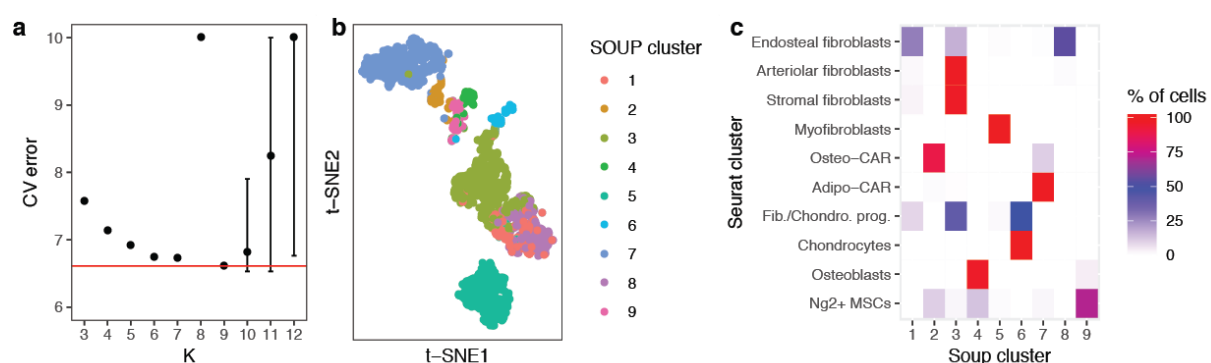 a
CV error
10
9
8
7
6
3 4 5 6 7 8 9 10 11 12
K
b
t−SNE2
t−SNE1
SOUP cluster
1
2
3
4
5
6
7
8
9
c
Seurat cluster
Endosteal fibroblasts
Arteriolar fibroblasts
Stromal fibroblasts
Myofibroblasts
Osteo−CAR
Adipo−CAR
Fib./Chondro. prog.
Chondrocytes
Osteoblasts
Ng2+ MSCs
1 2 3 4 5 6 7 8 9
Soup cluster
% of cells
100
75
50
25
0